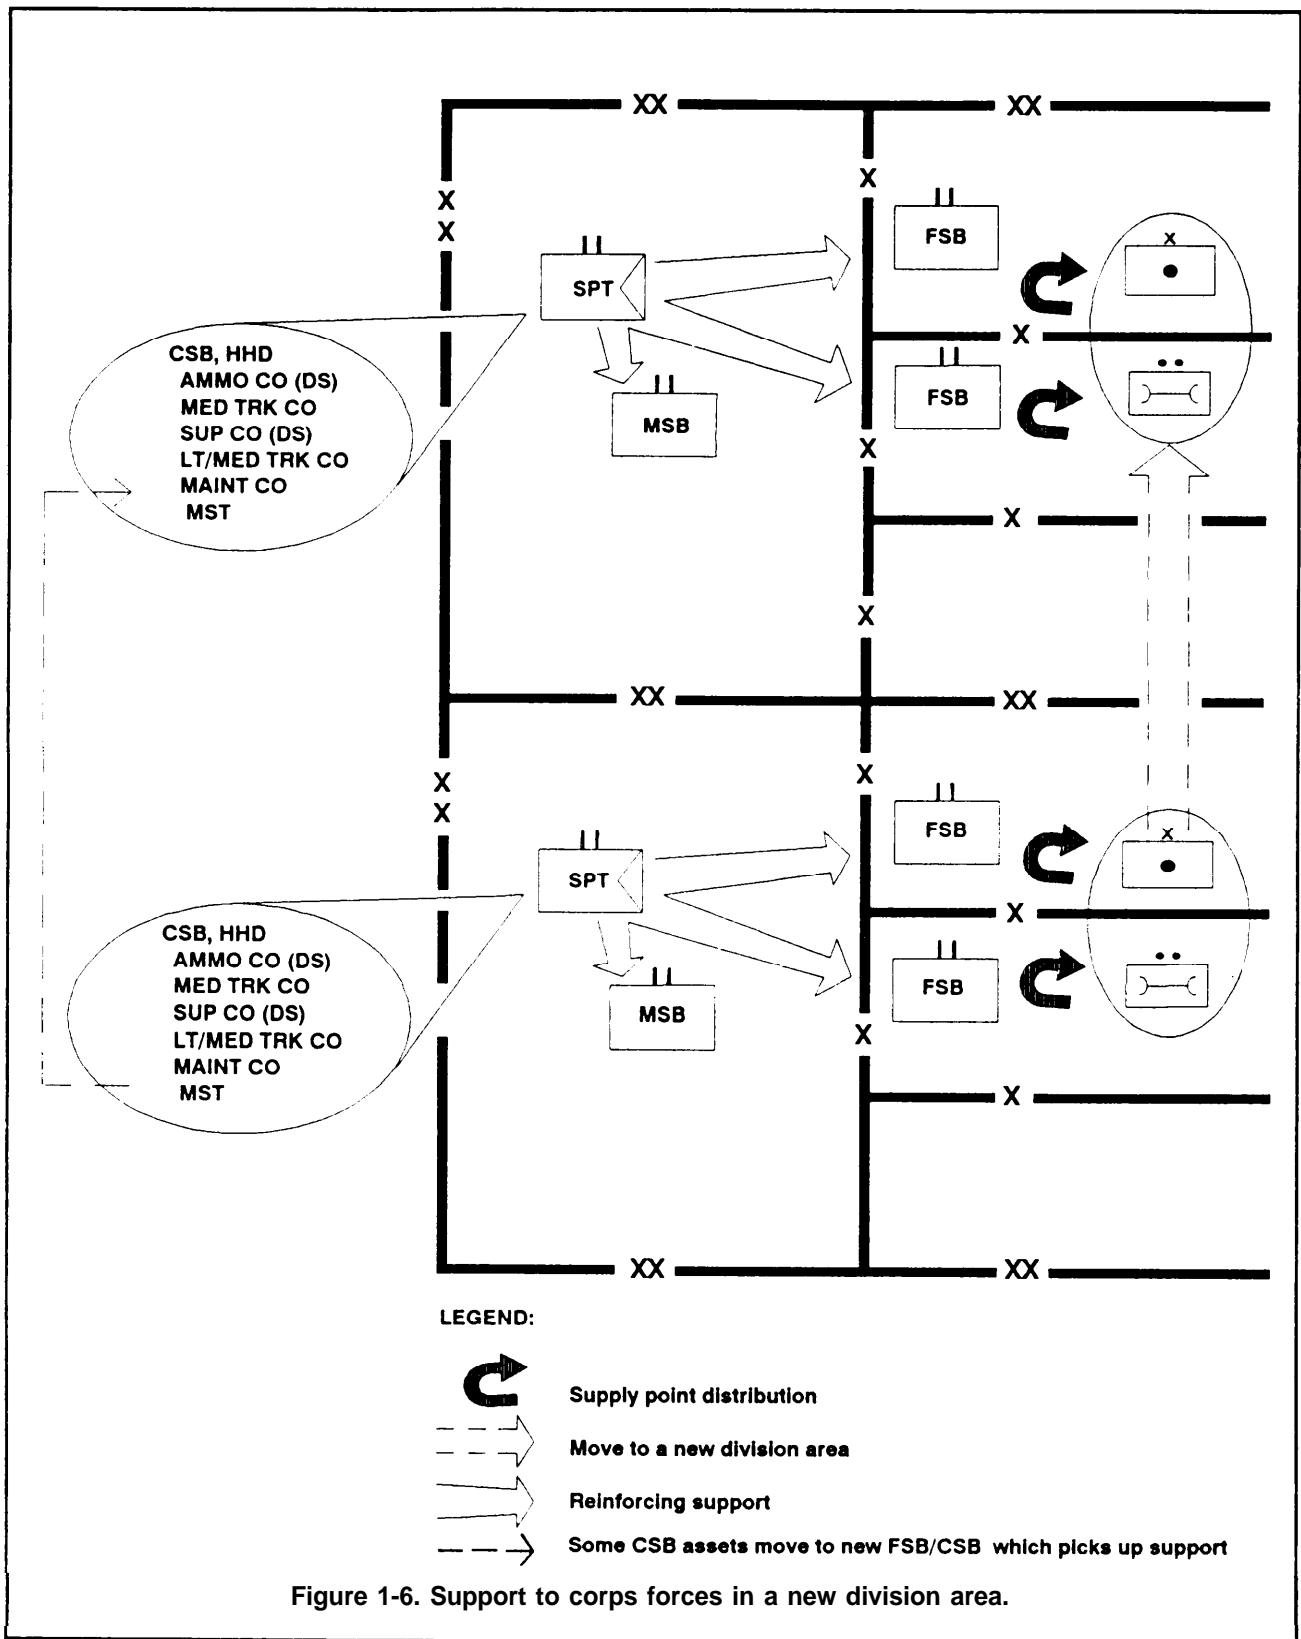 XX XX
X
X
X
FSB
X
SPT
X
FSB
MSB
X
CSB, HHD
AMMO CO (DS)
MED TRK CO
SUP CO (DS)
LT/MED TRK CO
MAINT CO
MST
X
X
XX XX
X
X
X
FSB
X
SPT
X
FSB
MSB
X
CSB, HHD
AMMO CO (DS)
MED TRK CO
SUP CO (DS)
LT/MED TRK CO
MAINT CO
MST
X
XX XX
LEGEND:
Supply point distribution
Move to a new division area
Reinforcing support
Some CSB assets move to new FSB/CSB which picks up support
Figure 1-6. Support to corps forces in a new division area.